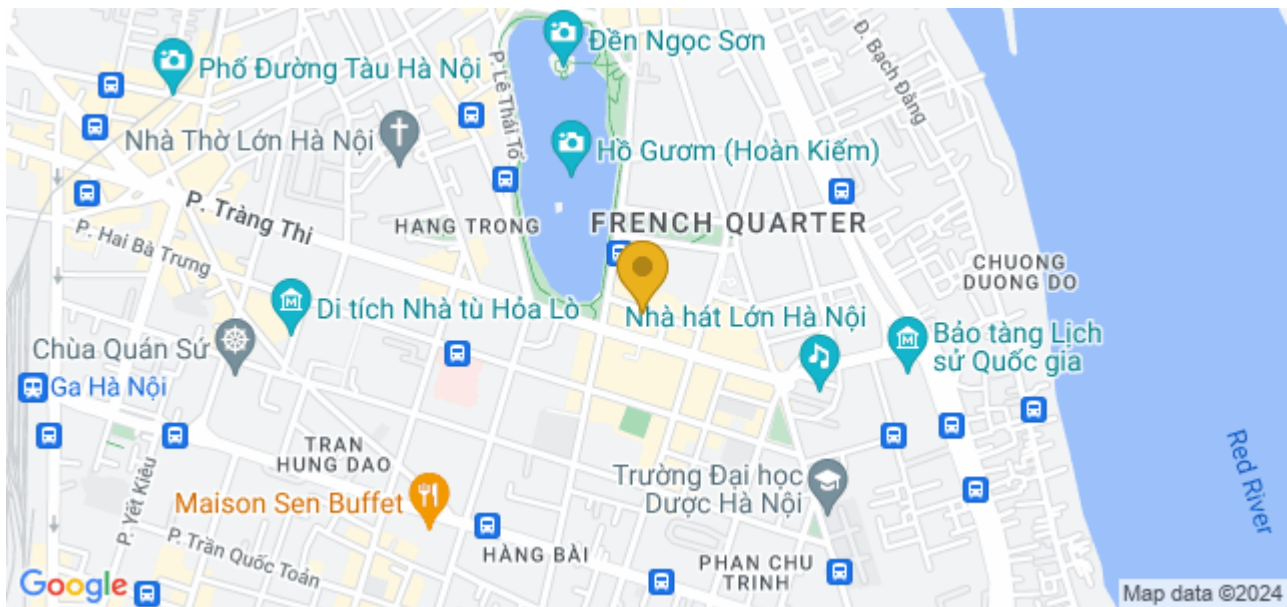 Đền Ngọc Sơn
Đ. Bạch Đằng
Phố Đường Tàu Hà Nội
P. Lê Thái Tổ
Nhà Thờ Lớn Hà Nội
Hồ Gươm (Hoàn Kiếm)
P. Tràng Thi
HANG TRONG
FRENCH QUARTER
P. Hai Bà Trưng
CHUONG
DUONG DO
Di tích Nhà tù Hỏa Lò
Nhà hát Lớn Hà Nội
Bảo tàng Lịch
sử Quốc gia
Chùa Quán Sứ
Ga Hà Nội
TRAN
HUNG DAO
P. Yết Kiêu
Maison Sen Buffet
Trường Đại học
Dược Hà Nội
Red River
P. Trần Quốc Toản
HÀNG BÀI
PHAN CHU
TRINH
Google
Map data ©2024